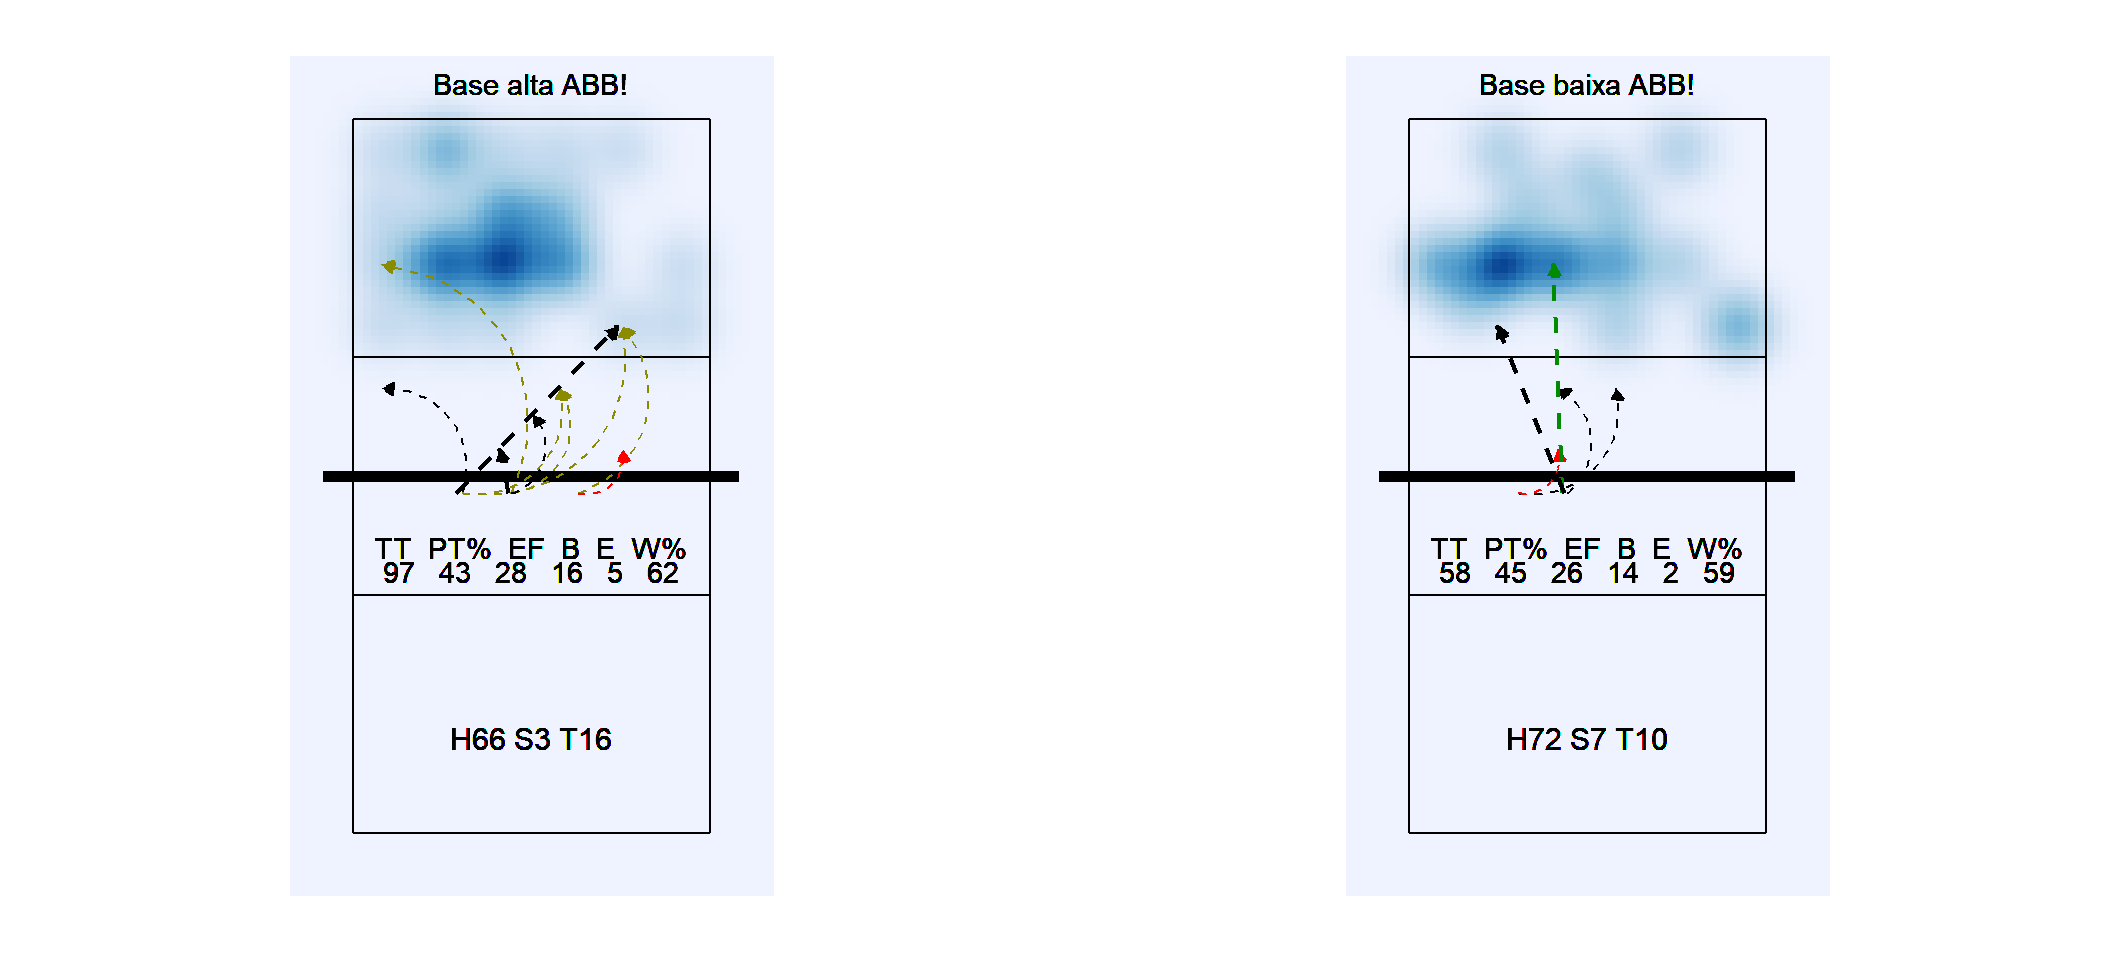 Base alta ABB!
TT PT% EF B E W%
97 43 28 16 5 62
H66 S3 T16
Base baixa ABB!
TT PT% EF B E W%
58 45 26 14 2 59
H72 S7 T10